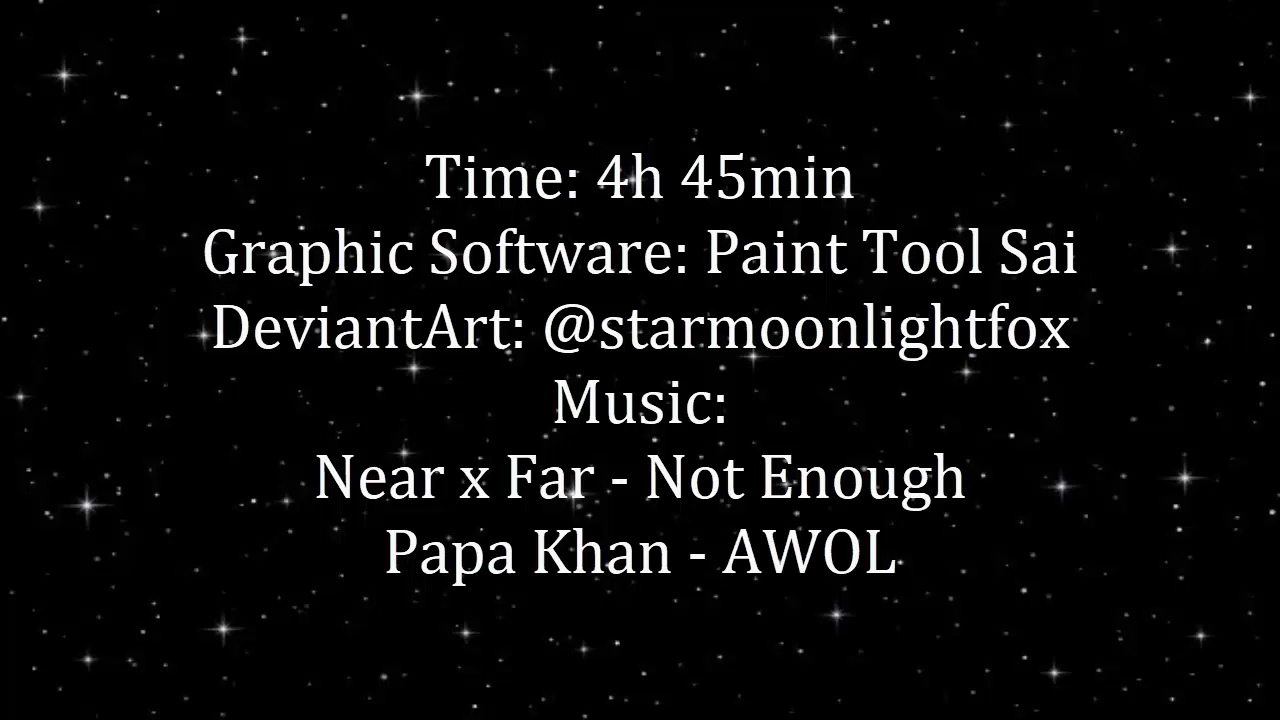 Time: 4h 45min
Graphic Software: Paint Tool Sai
DeviantArt: @starmoonlightfox
Music:
Near x Far - Not Enough
Papa Khan - AWOL